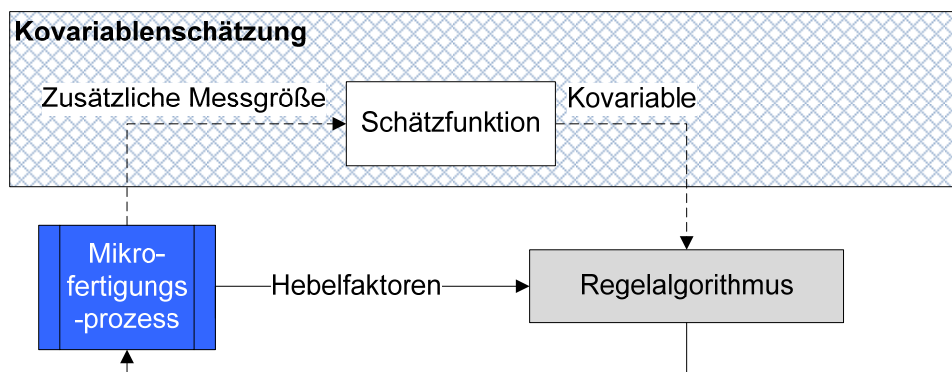 Kovariablenschätzung
Zusätzliche Messgröße
Schätzfunktion
Kovariable
Mikro-
fertigungs
-prozess
Hebelfaktoren
Regelalgorithmus